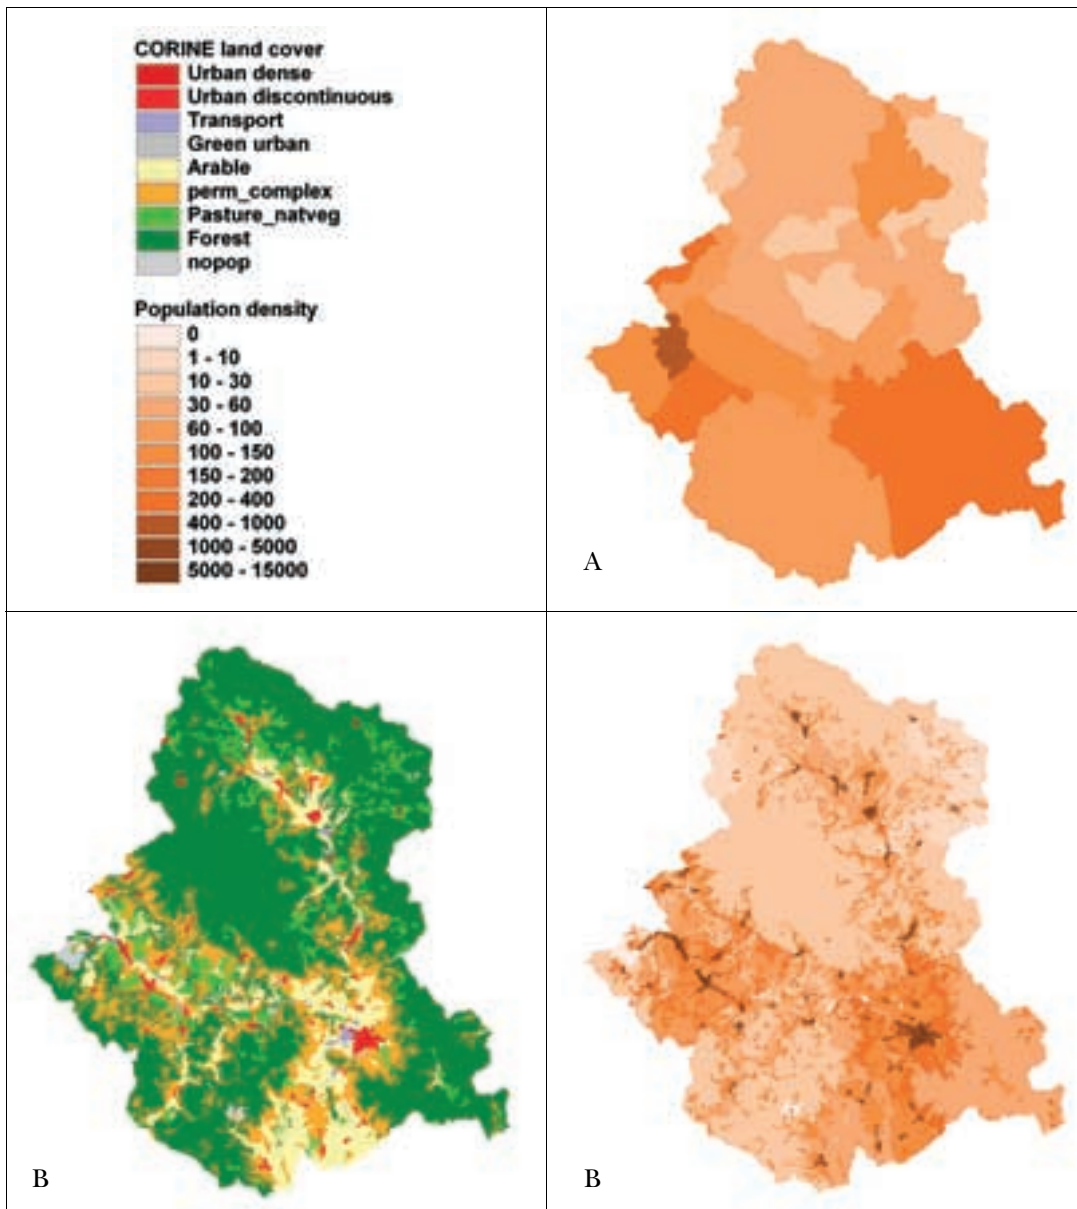 CORINE land cover
Urban dense
Urban discontinuous
Transport
Green urban
Arable
perm_complex
Pasture_natveg
Forest
nopop
Population density
0
1 - 10
10 - 30
30 - 60
60 - 100
100 - 150
150 - 200
200 - 400
400 - 1000
1000 - 5000
5000 - 15000
A
B
B